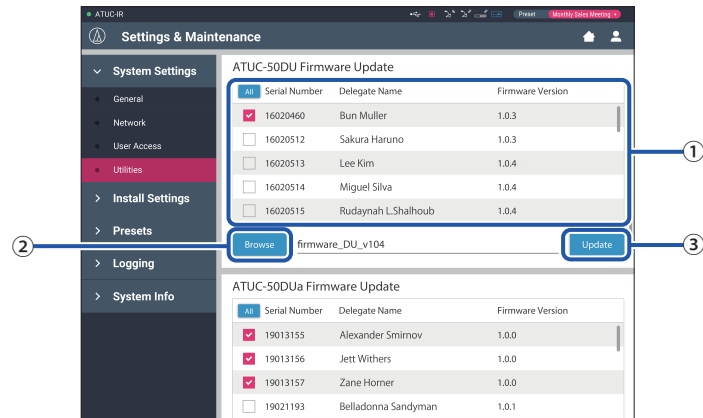 ATUC-IR
Preset Monthly Sales Meeting
Settings & Maintenance
System Settings
General
Network
User Access
Utilities
Install Settings
Presets
Logging
System Info
ATUC-50DU Firmware Update
All Serial Number Delegate Name Firmware Version
16020460 Bun Muller 1.0.3
16020512 Sakura Haruno 1.0.3
16020513 Lee Kim 1.0.4
16020514 Miguel Silva 1.0.4
16020515 Rudaynah L.Shalhoub 1.0.4
Browse firmware_DU_v104 Update
ATUC-50DUa Firmware Update
All Serial Number Delegate Name Firmware Version
19013155 Alexander Smirnov 1.0.0
19013156 Jett Withers 1.0.0
19013157 Zane Horner 1.0.0
19021193 Belladonna Sandyman 1.0.1
①
②
③